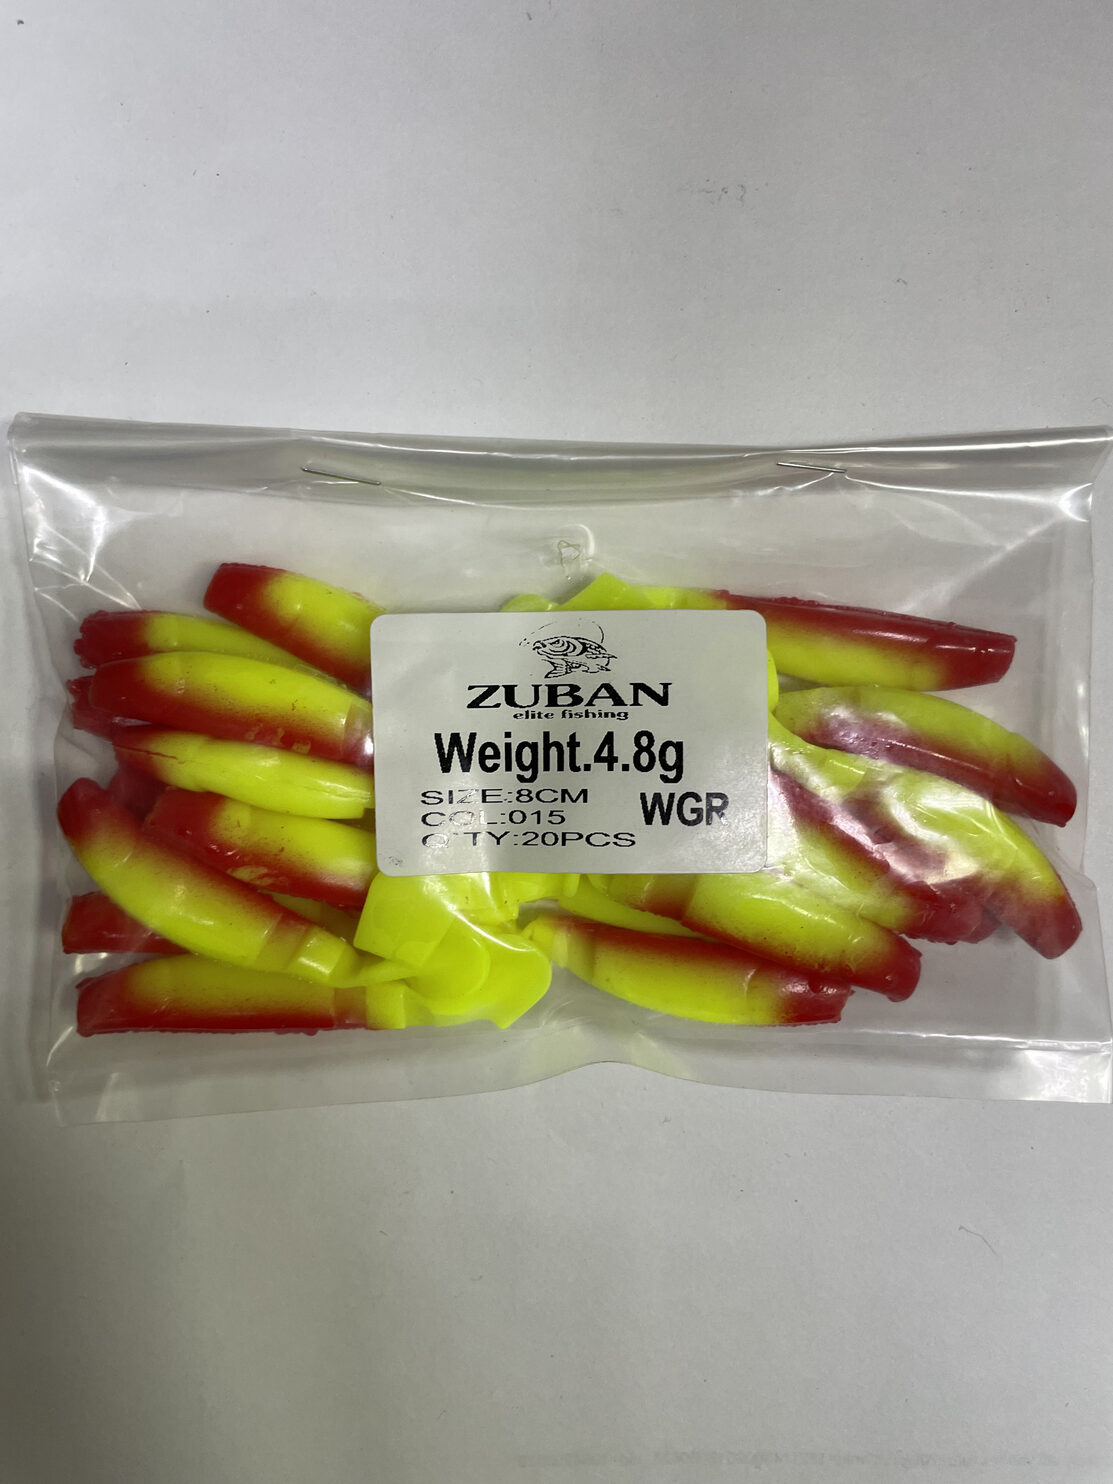 ZUBAN
elite fishing
Weight.4.8g
SIZE:8CM
COL:015
WGR
Q'TY:20PCS